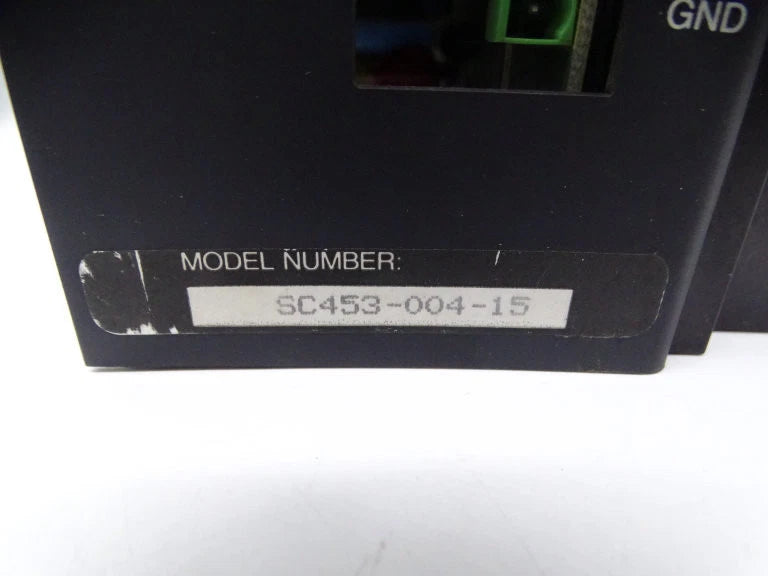 GND
MODEL NUMBER:
SC453-004-15